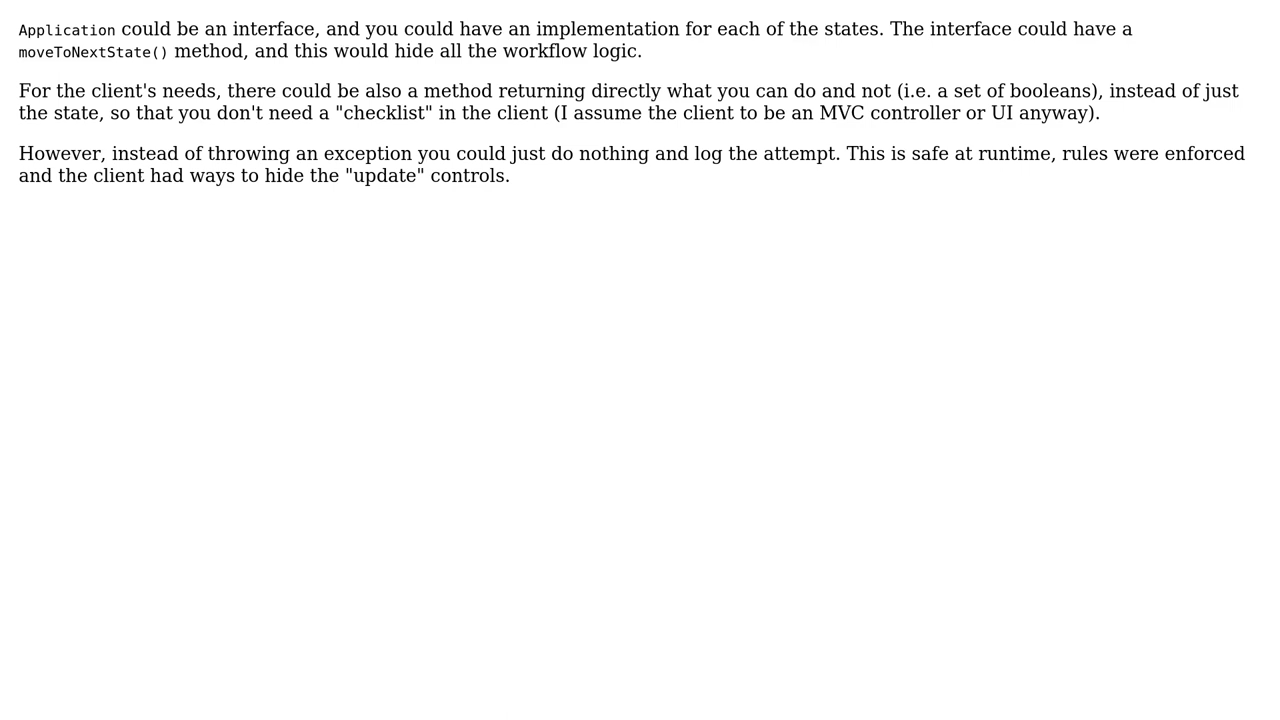 Application could be an interface, and you could have an implementation for each of the states. The interface could have a
moveToNextState() method, and this would hide all the workflow logic.
For the client's needs, there could be also a method returning directly what you can do and not (i.e. a set of booleans), instead of just
the state, so that you don't need a "checklist" in the client (I assume the client to be an MVC controller or UI anyway).
However, instead of throwing an exception you could just do nothing and log the attempt. This is safe at runtime, rules were enforced
and the client had ways to hide the "update" controls.